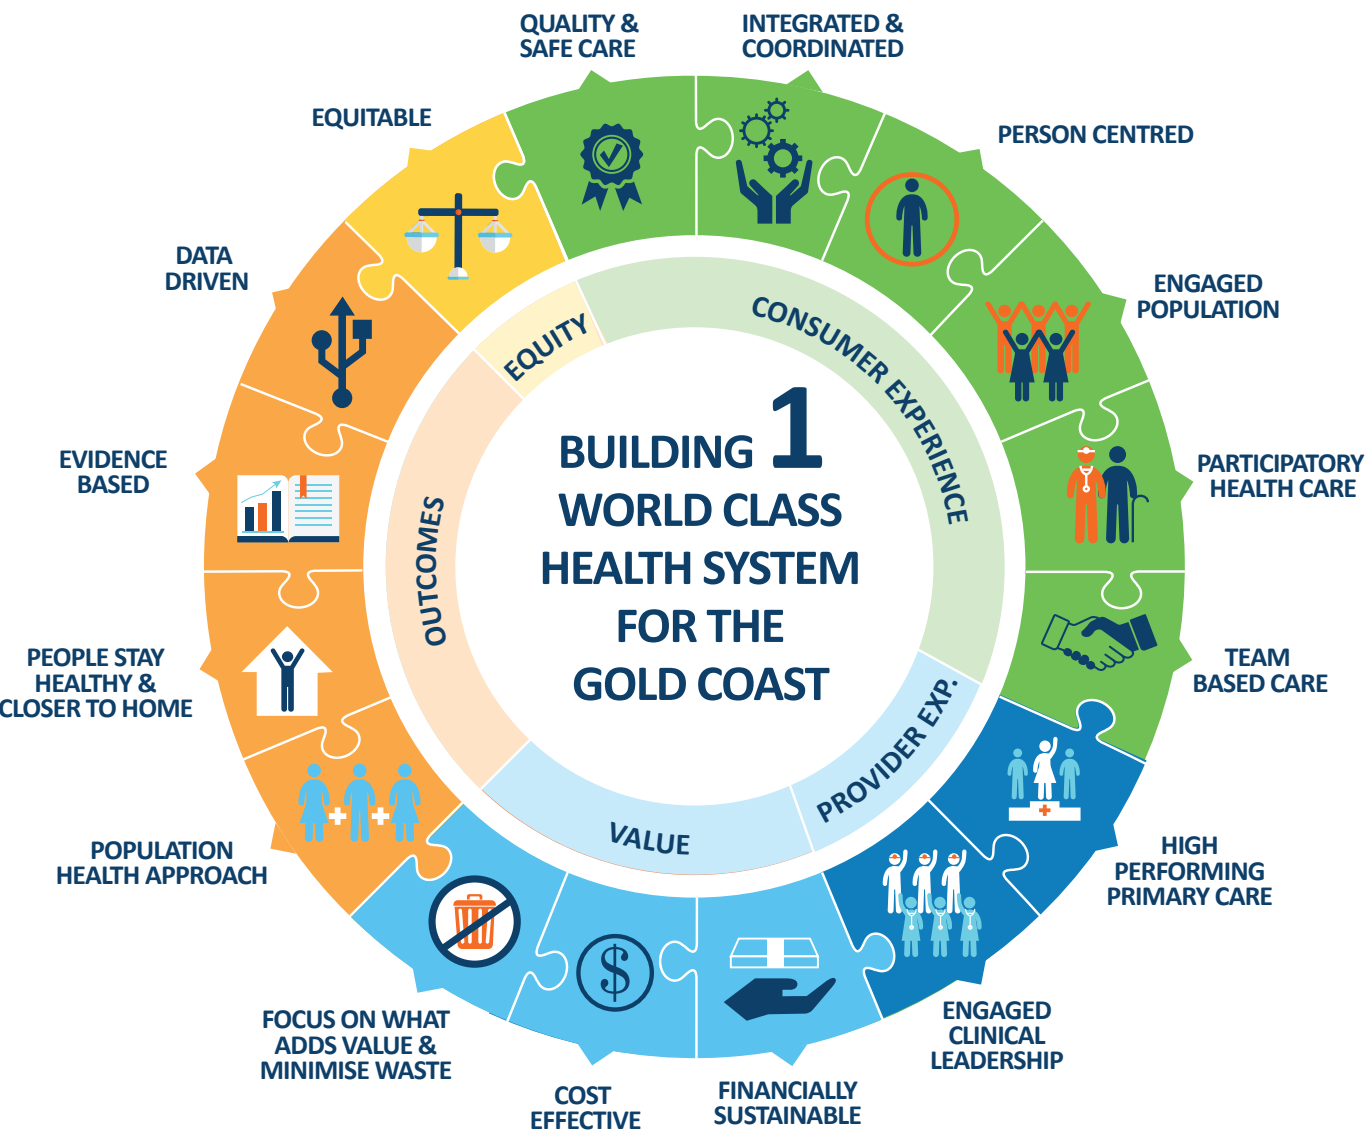 QUALITY &
SAFE CARE
INTEGRATED &
COORDINATED
PERSON CENTRED
ENGAGED
POPULATION
PARTICIPATORY
HEALTH CARE
TEAM
BASED CARE
HIGH
PERFORMING
PRIMARY CARE
ENGAGED
CLINICAL
LEADERSHIP
FINANCIALLY
SUSTAINABLE
COST
EFFECTIVE
FOCUS ON WHAT
ADDS VALUE &
MINIMISE WASTE
POPULATION
HEALTH APPROACH
PEOPLE STAY
HEALTHY &
CLOSER TO HOME
EVIDENCE
BASED
DATA
DRIVEN
EQUITABLE
EQUITY
CONSUMER EXPERIENCE
PROVIDER EXP.
VALUE
OUTCOMES
BUILDING 1
WORLD CLASS
HEALTH SYSTEM
FOR THE
GOLD COAST
$